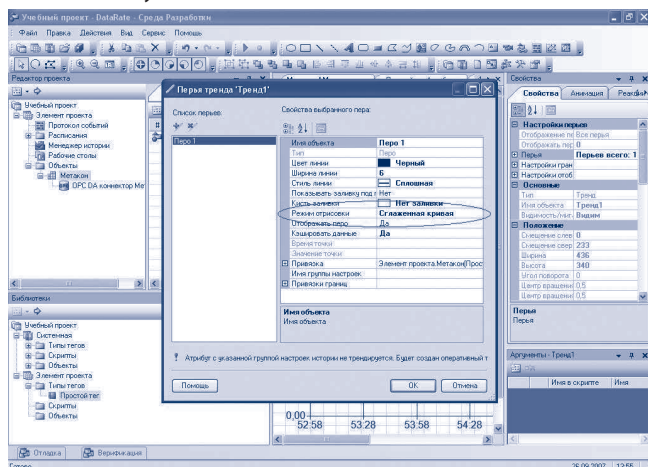 Учебный проект - DataRate - Среда Разработки
Файл Правка Действия Вид Сервис Помощь
Редактор проекта
Учебный проект
Элемент проекта
Протокол событий
Расписания
Менеджер истории
Рабочие столы
Объекты
Метакон
OPC DA коннектор Мет
Библиотеки
Учебный проект
Системная
Типы тегов
Скрипты
Объекты
Элемент проекта
Типы тегов
Простой тег
Скрипты
Объекты
Отладка Верификация
Готово
Перья тренда 'Тренд1'
Список перьев:
Перо 1
Свойства выбранного пера:
Имя объекта Перо 1
Тип Перо
Цвет линии Черный
Ширина линии 6
Стиль линии Сплошная
Показывать заливку под г Нет
Кисть заливки Нет заливки
Режим отрисовки Сглаженная кривая
Отображать перо Да
Кэшировать данные Да
Время точки
Значение точки
Привязка Элемент проекта.Метакон(Прос
Имя группы настроек
Привязки границ
Имя объекта
Имя объекта
Атрибут с указанной группой настроек истории не трендируется. Будет создан оперативный т
Помощь ОК Отмена
0,00
52:58 53:28 53:58 54:28
Свойства
Свойства Анимация
Настройки перьев
Отображение пе Все перья
Отображать пер 0
Перья Перьев всего: 1
Настройки гран
Настройки отоб
Основные
Тип Тренд
Имя объекта Тренд1
Видимость/миг. Видим
Положение
Смещение слев 0
Смещение свер 233
Ширина 436
Высота 340
Угол поворота 0
Центр вращени 0,5
Центр вращени 0,5
Перья
Перья
Аргументы - Тренд1
Имя в скрипте Имя
26.09.2007 12:55